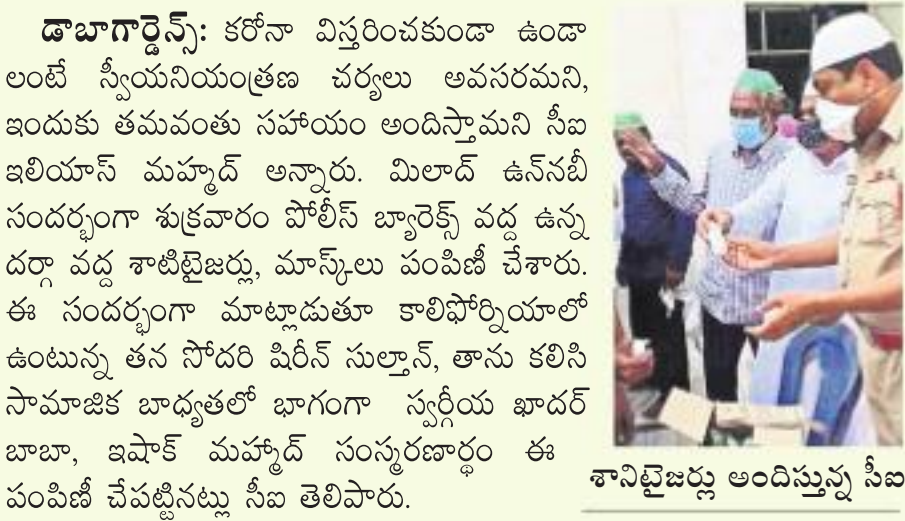 డాబాగార్డెన్స్: కరోనా విస్తరించకుండా ఉండా
లంటే స్వీయనియంత్రణ చర్యలు అవసరమని,
ఇందుకు తమవంతు సహాయం అందిస్తామని సీఐ
ఇలియాస్ మహ్మద్ అన్నారు. మిలాద్ ఉన్‌నబీ
సందర్భంగా శుక్రవారం పోలీస్ బ్యారెక్స్ వద్ద ఉన్న
దర్గా వద్ద శాటిటైజర్లు, మాస్క్‌లు పంపిణీ చేశారు.
ఈ సందర్భంగా మాట్లాడుతూ కాలిఫోర్నియాలో
ఉంటున్న తన సోదరి షిరీన్ సుల్తాన్, తాను కలిసి
సామాజిక బాధ్యతలో భాగంగా స్వర్గీయ ఖాదర్
బాబా, ఇషాక్ మహ్మాద్ సంస్మరణార్థం ఈ
పంపిణీ చేపట్టినట్లు సీఐ తెలిపారు.
శానిటైజర్లు అందిస్తున్న సీఐ